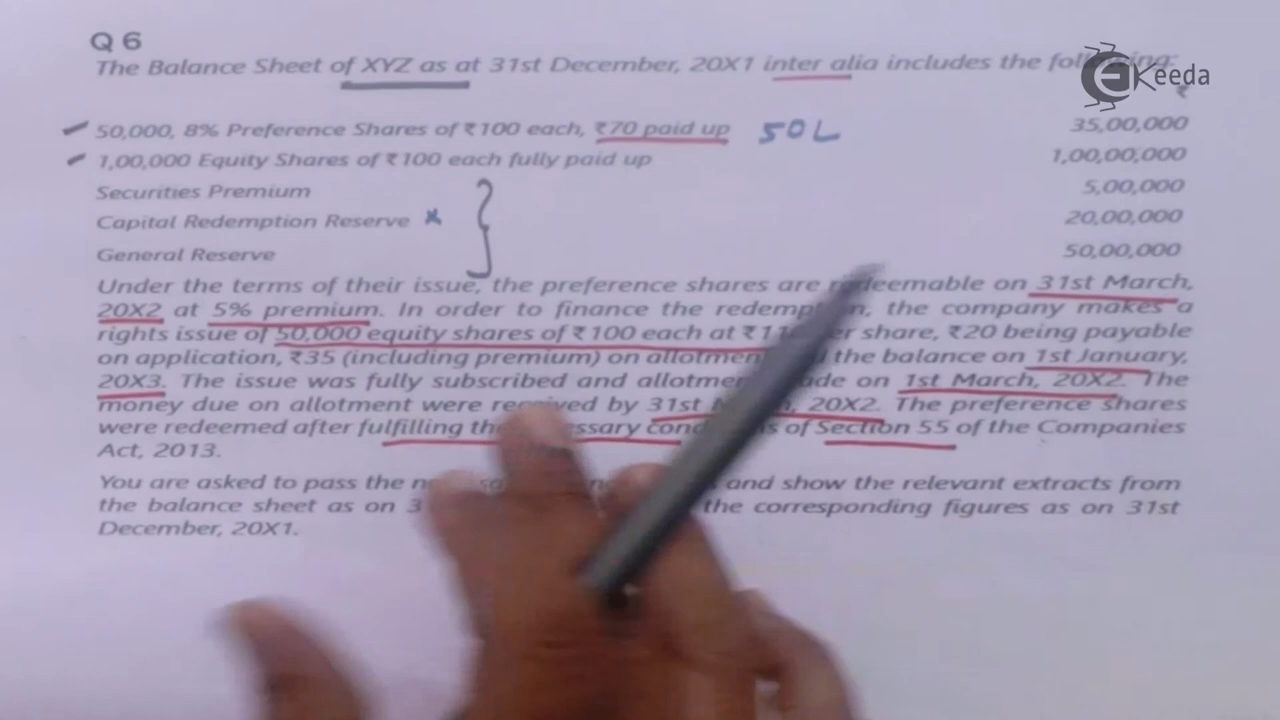 Q 6
The Balance Sheet of XYZ as at 31st December, 20X1 inter alia includes the following:
₹
50,000, 8% Preference Shares of ₹100 each, ₹70 paid up 50L 35,00,000
1,00,000 Equity Shares of ₹100 each fully paid up 1,00,00,000
Securities Premium 5,00,000
Capital Redemption Reserve x 20,00,000
General Reserve 50,00,000
Under the terms of their issue, the preference shares are redeemable on 31st March,
20X2 at 5% premium. In order to finance the redemption, the company makes a
rights issue of 50,000 equity shares of ₹100 each at share, ₹20 being payable
on application, ₹35 (including premium) on allotment the balance on 1st January,
20X3. The issue was fully subscribed and allotment made on 1st March, 20X2. The
money due on allotment were received by 31st March, 20X2. The preference shares
were redeemed after fulfilling the necessary conditions of Section 55 of the Companies
Act, 2013.
You are asked to pass the and show the relevant extracts from
the balance sheet as on the corresponding figures as on 31st
December, 20X1.
eKeeda